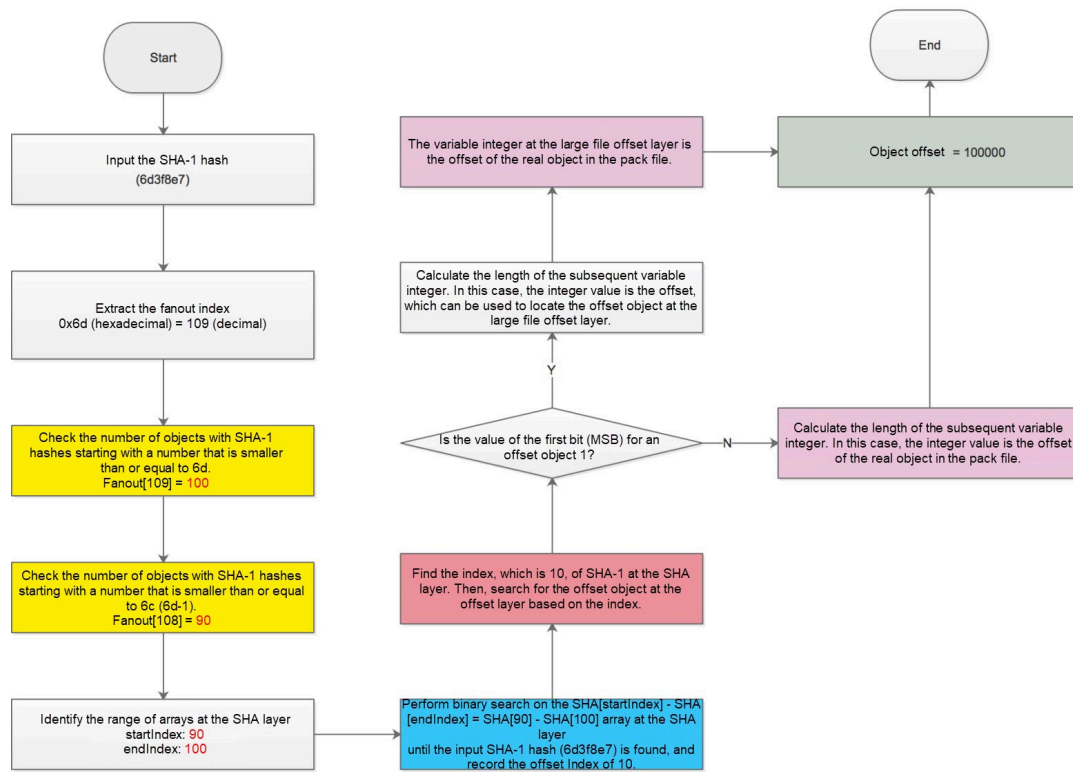 Start
Input the SHA-1 hash
(6d3f8e7)
Extract the fanout index
0x6d (hexadecimal) = 109 (decimal)
Check the number of objects with SHA-1
hashes starting with a number that is smaller
than or equal to 6d.
Fanout[109] = 100
Check the number of objects with SHA-1 hashes
starting with a number that is smaller than or equal
to 6c (6d-1).
Fanout[108] = 90
Identify the range of arrays at the SHA layer
startIndex: 90
endIndex: 100
Perform binary search on the SHA[startIndex] - SHA
[endIndex] = SHA[90] - SHA[100] array at the SHA
layer
until the input SHA-1 hash (6d3f8e7) is found, and
record the offset Index of 10.
Find the index, which is 10, of SHA-1 at the SHA
layer. Then, search for the offset object at the
offset layer based on the index.
Is the value of the first bit (MSB) for an
offset object 1?
Y
N
Calculate the length of the subsequent variable
integer. In this case, the integer value is the offset,
which can be used to locate the offset object at the
large file offset layer.
The variable integer at the large file offset layer is
the offset of the real object in the pack file.
Calculate the length of the subsequent variable
integer. In this case, the integer value is the offset
of the real object in the pack file.
Object offset = 100000
End